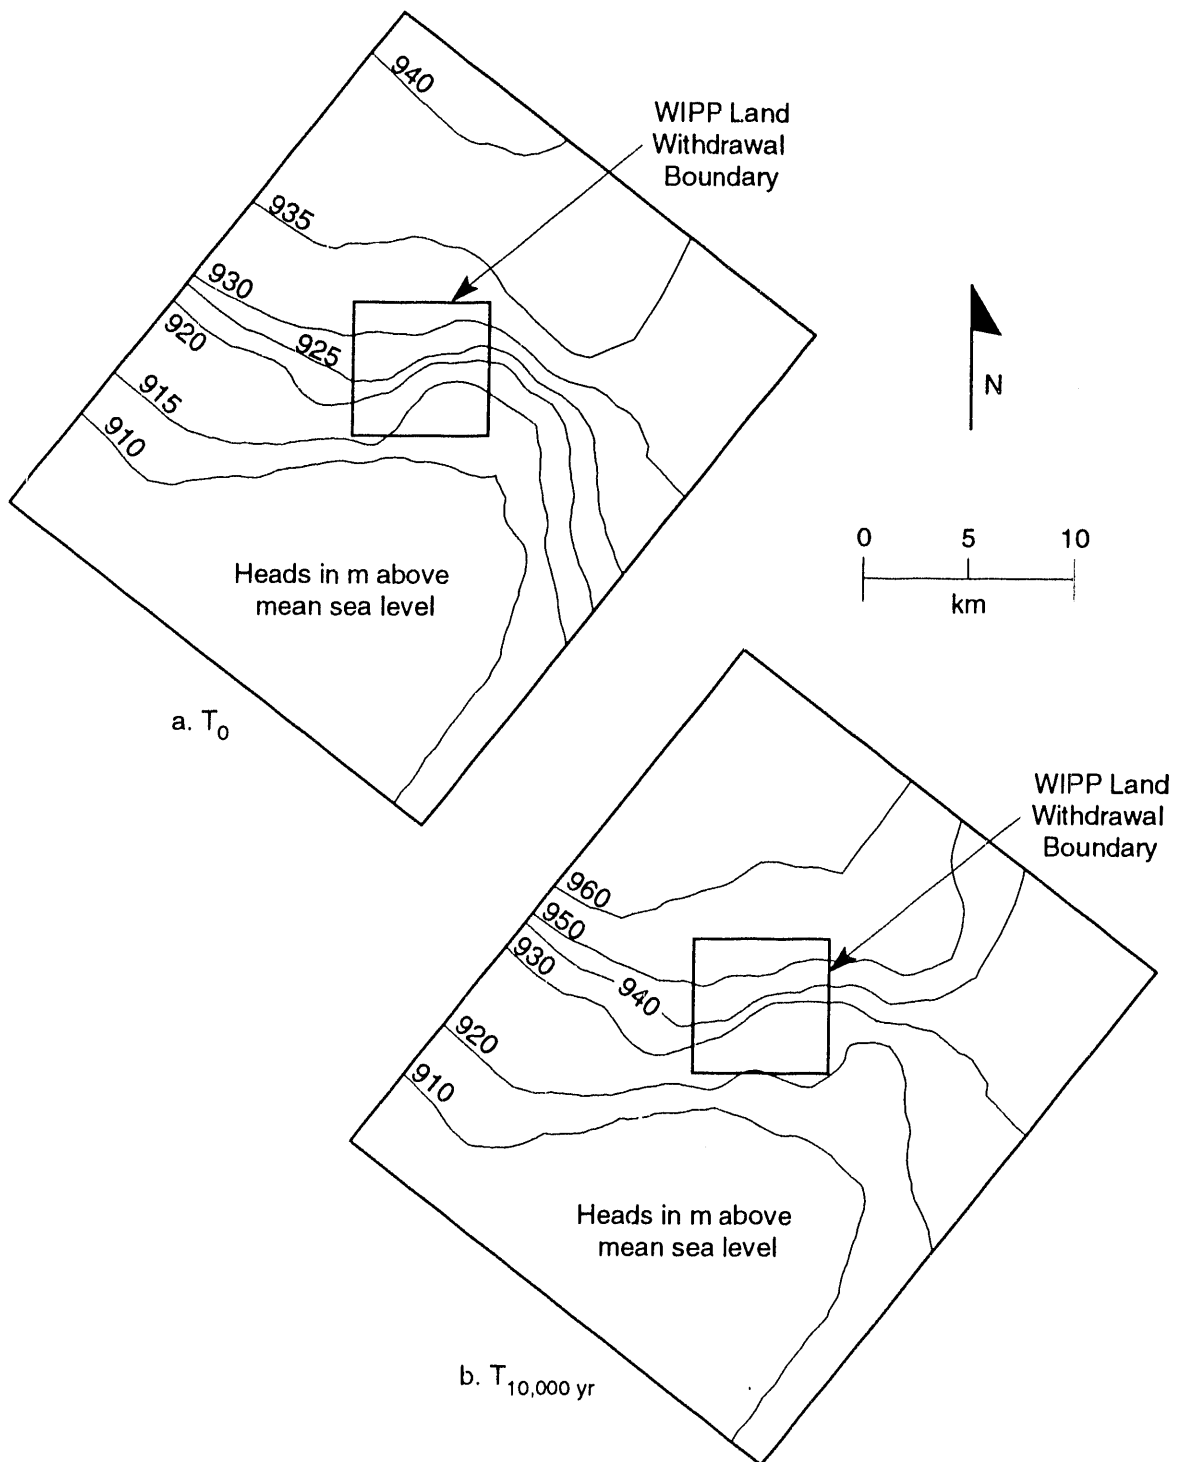 940
WIPP Land
Withdrawal
Boundary
935
930
925
920
915
910
N
0 5 10
km
Heads in m above
mean sea level
a. T0
WIPP Land
Withdrawal
Boundary
960
950
940
930
920
910
Heads in m above
mean sea level
b. T10,000 yr